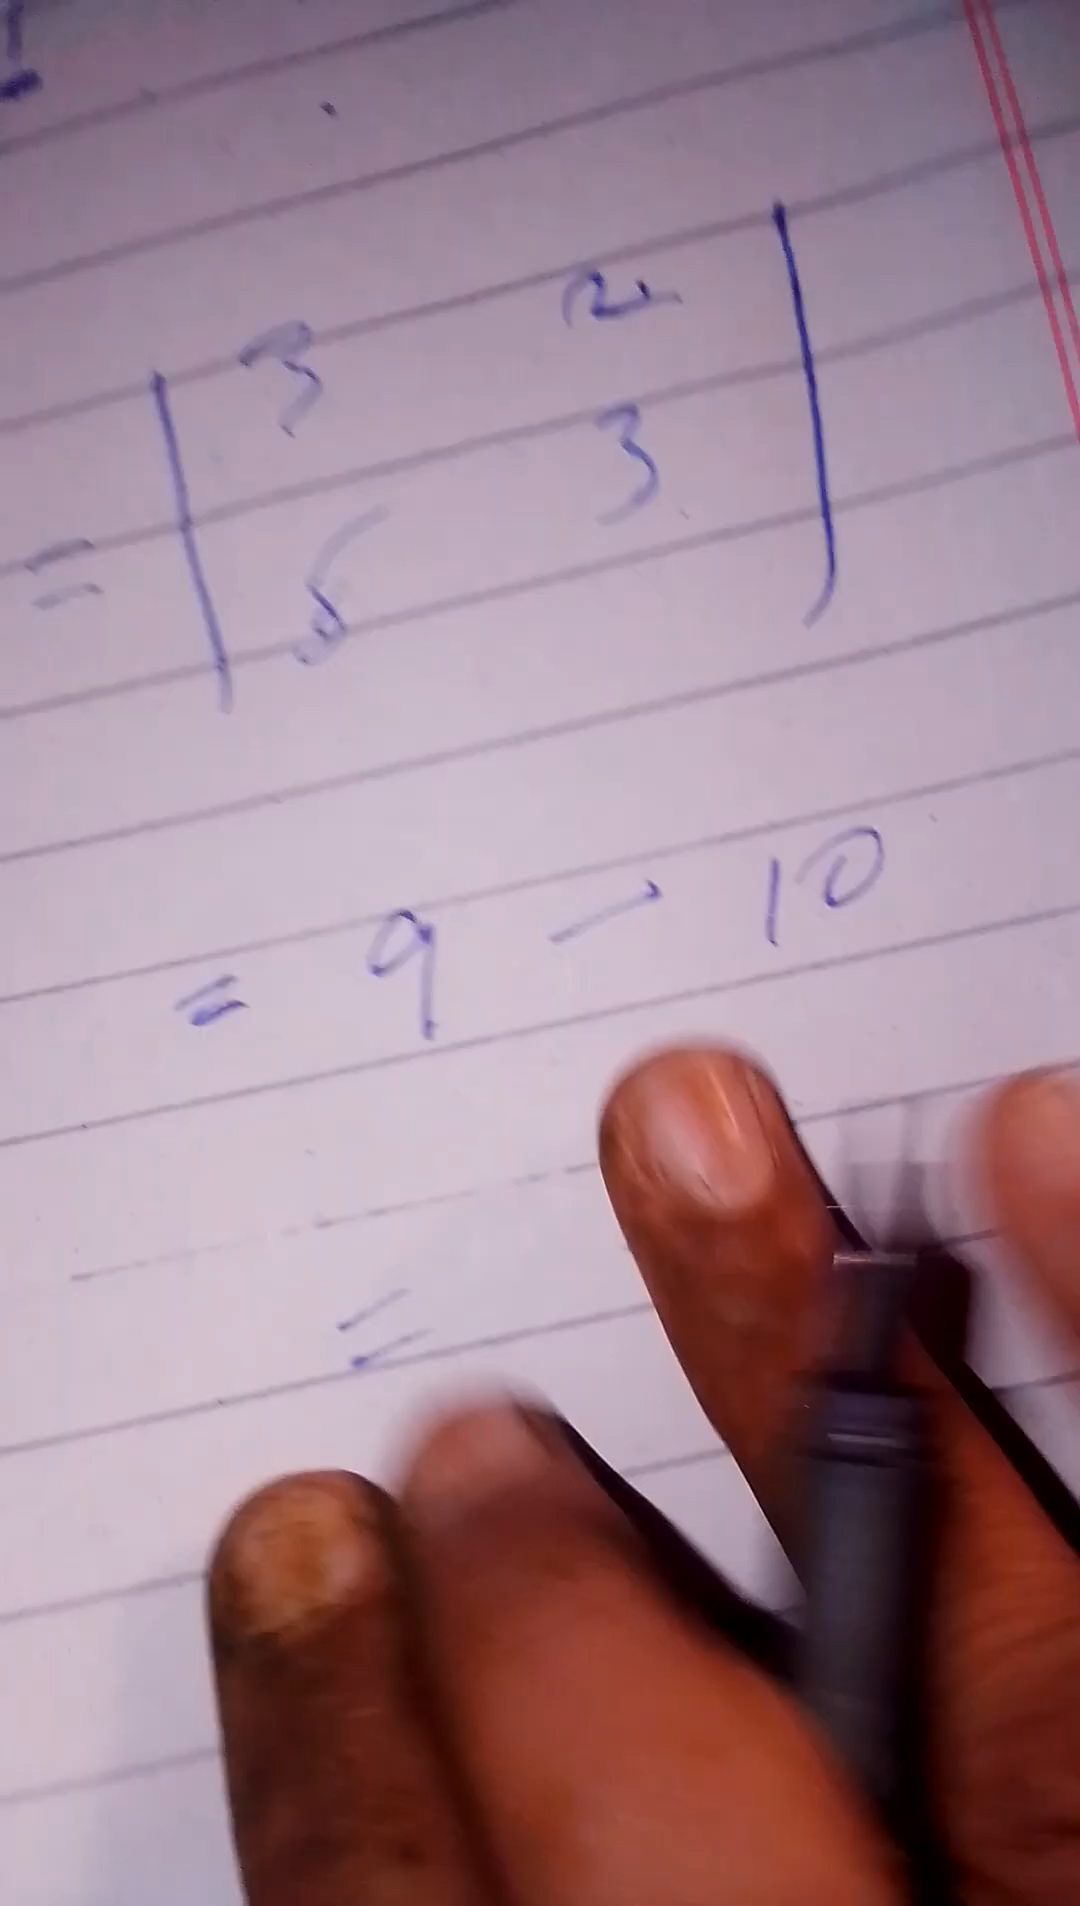 | 3 2 |
= | 5 3 |
= 9 - 10
=